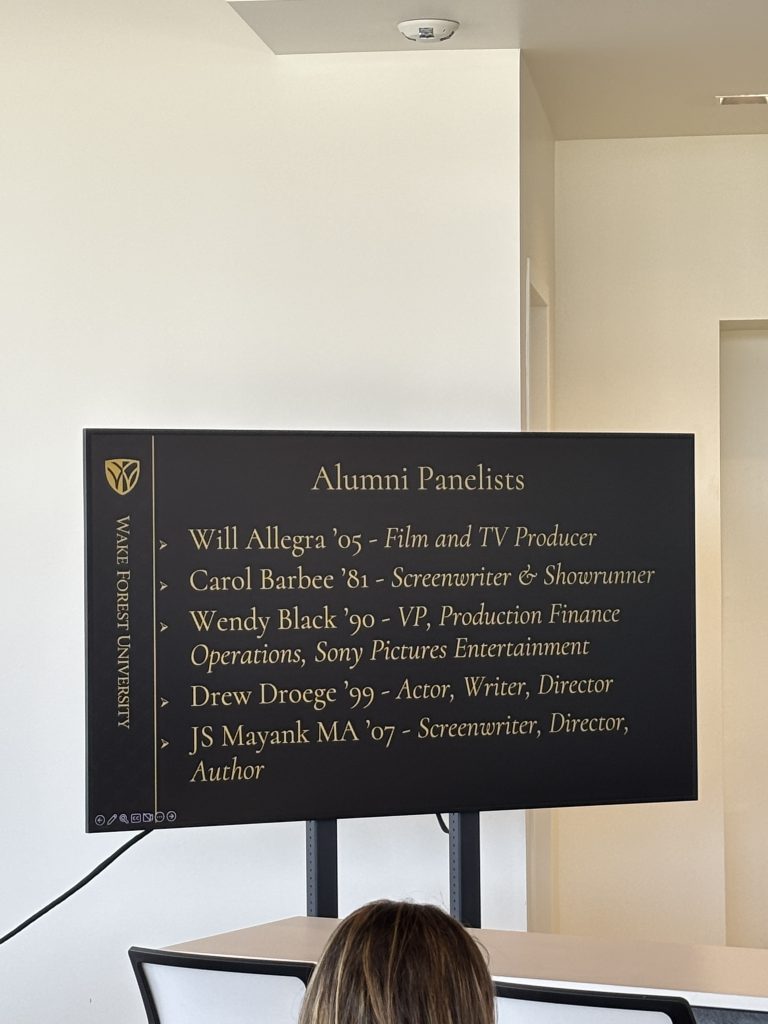 Alumni Panelists
WAKE FOREST UNIVERSITY
➤ Will Allegra ’05 - Film and TV Producer
➤ Carol Barbee ’81 - Screenwriter & Showrunner
➤ Wendy Black ’90 - VP, Production Finance
Operations, Sony Pictures Entertainment
➤ Drew Droege ’99 - Actor, Writer, Director
➤ JS Mayank MA ’07 - Screenwriter, Director,
Author